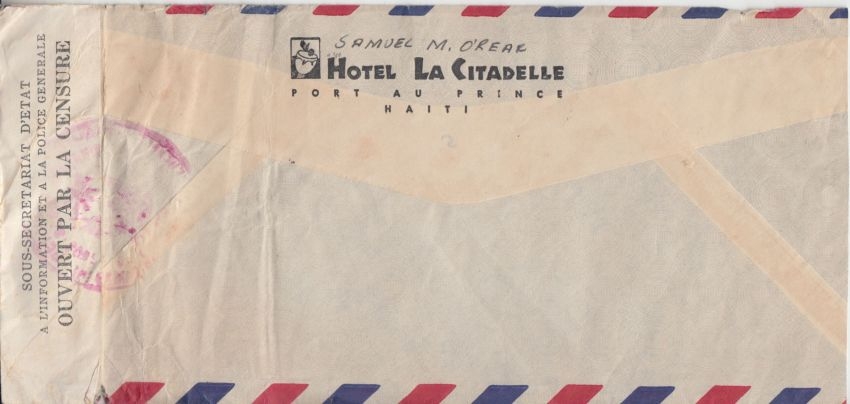 SOUS-SECRETARIAT D'ETAT
A L'INFORMATION ET A LA POLICE GENERALE
OUVERT PAR LA CENSURE
SAMUEL M. O'REAR
HOTEL LA CITADELLE
PORT AU PRINCE
HAITI
2